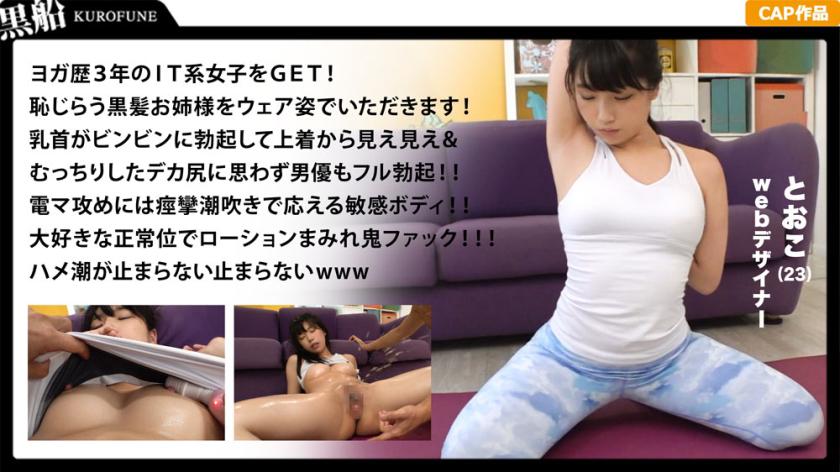 黒船 KUROFUNE
CAP作品
ヨガ歴3年のIT系女子をGET!
恥じらう黒髪お姉様をウェア姿でいただきます!
乳首がビンビンに勃起して上着から見え見え&
むっちりしたデカ尻に思わず男優もフル勃起!!
電マ攻めには痙攣潮吹きで応える敏感ボディ!!
大好きな正常位でローションまみれ鬼ファック!!!
ハメ潮が止まらない止まらないwww
とおこ(23)
webデザイナー